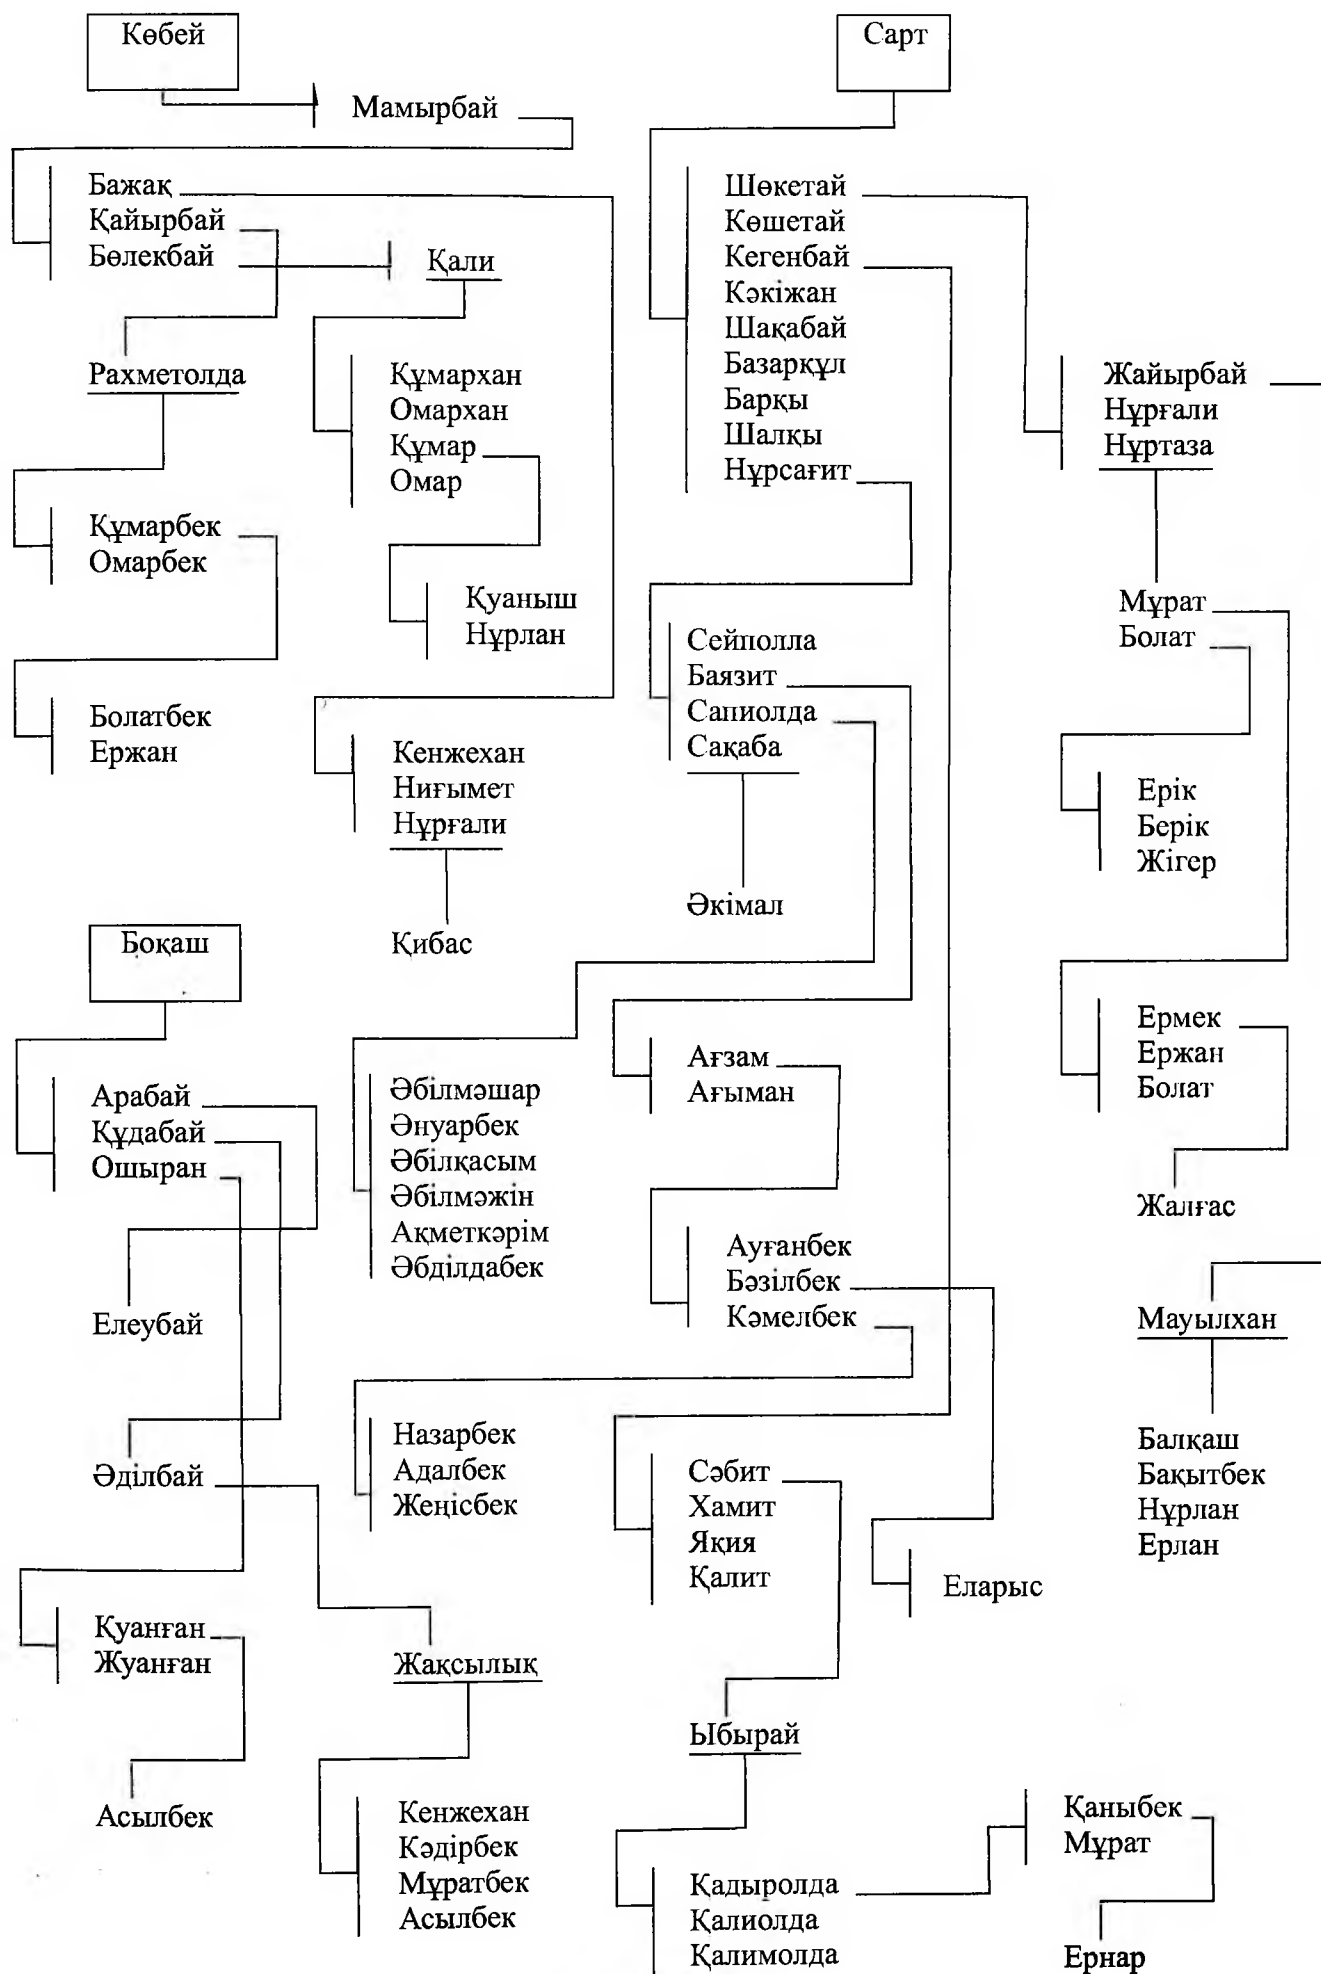 Көбей
Мамырбай
Бажақ
Қайырбай
Бөлекбай
Қали
Рахметолда
Құмархан
Омархан
Құмар
Омар
Құмарбек
Омарбек
Қуаныш
Нұрлан
Болатбек
Ержан
Кенжехан
Ниғымет
Нұрғали
Қибас
Сарт
Шөкетай
Көшетай
Кегенбай
Кәкіжан
Шақабай
Базарқұл
Барқы
Шалқы
Нұрсағит
Жайырбай
Нұрғали
Нұртаза
Мұрат
Болат
Сейполла
Баязит
Сапиолда
Сақаба
Әкімал
Ерік
Берік
Жігер
Ермек
Ержан
Болат
Жалғас
Мауылхан
Балқаш
Бақытбек
Нұрлан
Ерлан
Боқаш
Арабай
Құдабай
Ошыран
Елеубай
Әділбай
Қуанған
Жуанған
Асылбек
Әбілмәшар
Әнуарбек
Әбілқасым
Әбілмәжін
Ақметкәрім
Әбділдабек
Ағзам
Ағыман
Ауғанбек
Бәзілбек
Кәмелбек
Назарбек
Адалбек
Жеңісбек
Сәбит
Хамит
Яқия
Қалит
Еларыс
Жақсылық
Кенжехан
Кәдірбек
Мұратбек
Асылбек
Ыбырай
Қадыролда
Қалиолда
Қалимолда
Қаныбек
Мұрат
Ернар